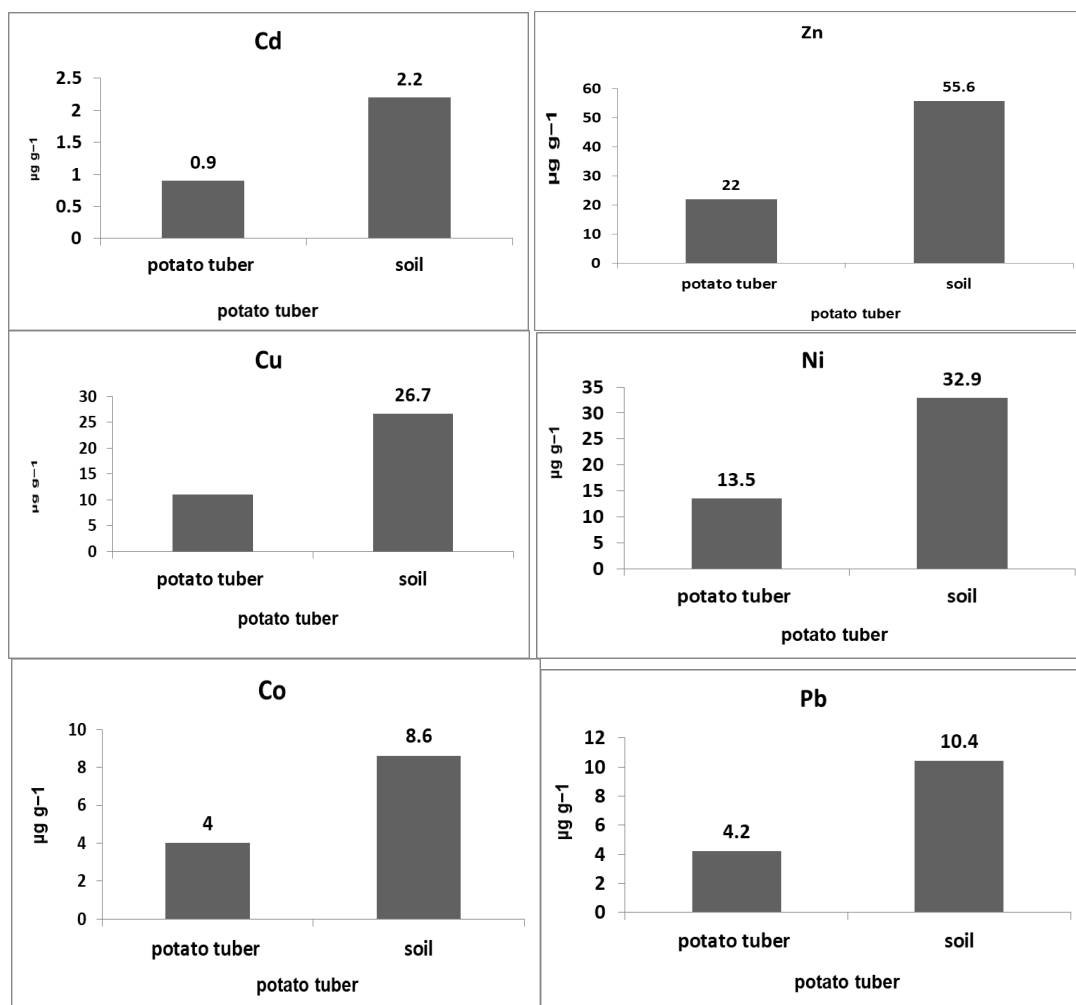 Cd
µg g–1
2.5
2
1.5
1
0.5
0
0.9
2.2
potato tuber soil
potato tuber
Zn
µg g–1
60
50
40
30
20
10
0
22
55.6
potato tuber soil
potato tuber
Cu
µg g–1
30
25
20
15
10
5
0
26.7
potato tuber soil
potato tuber
Ni
µg g–1
35
30
25
20
15
10
5
0
13.5
32.9
potato tuber soil
potato tuber
Co
µg g–1
10
8
6
4
2
0
4
8.6
potato tuber soil
potato tuber
Pb
µg g–1
12
10
8
6
4
2
0
4.2
10.4
potato tuber soil
potato tuber